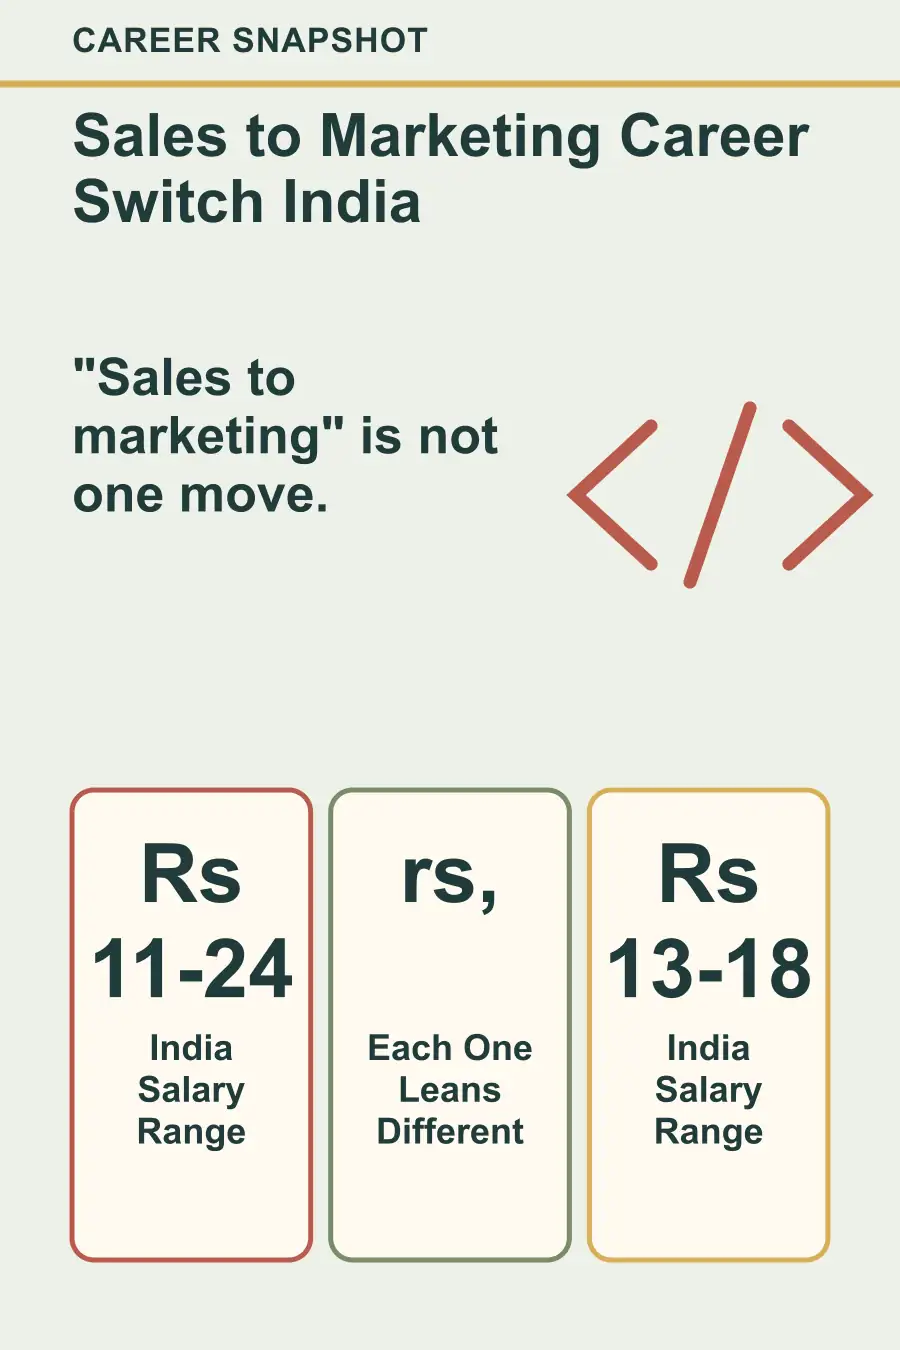 CAREER SNAPSHOT
Sales to Marketing Career
Switch India
"Sales to
marketing" is not
one move.
Rs
11-24
India
Salary
Range
rs,
Each One
Leans
Different
Rs
13-18
India
Salary
Range